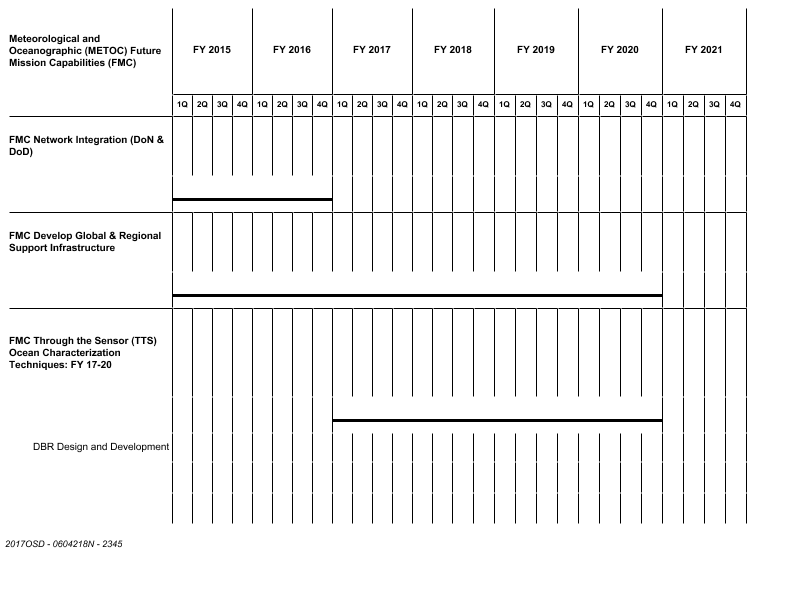 Meteorological and
Oceanographic (METOC) Future
Mission Capabilities (FMC)
FY 2015 FY 2016 FY 2017 FY 2018 FY 2019 FY 2020 FY 2021
1Q 2Q 3Q 4Q 1Q 2Q 3Q 4Q 1Q 2Q 3Q 4Q 1Q 2Q 3Q 4Q 1Q 2Q 3Q 4Q 1Q 2Q 3Q 4Q 1Q 2Q 3Q 4Q
FMC Network Integration (DoN &
DoD)
FMC Develop Global & Regional
Support Infrastructure
FMC Through the Sensor (TTS)
Ocean Characterization
Techniques: FY 17-20
DBR Design and Development
2017OSD - 0604218N - 2345